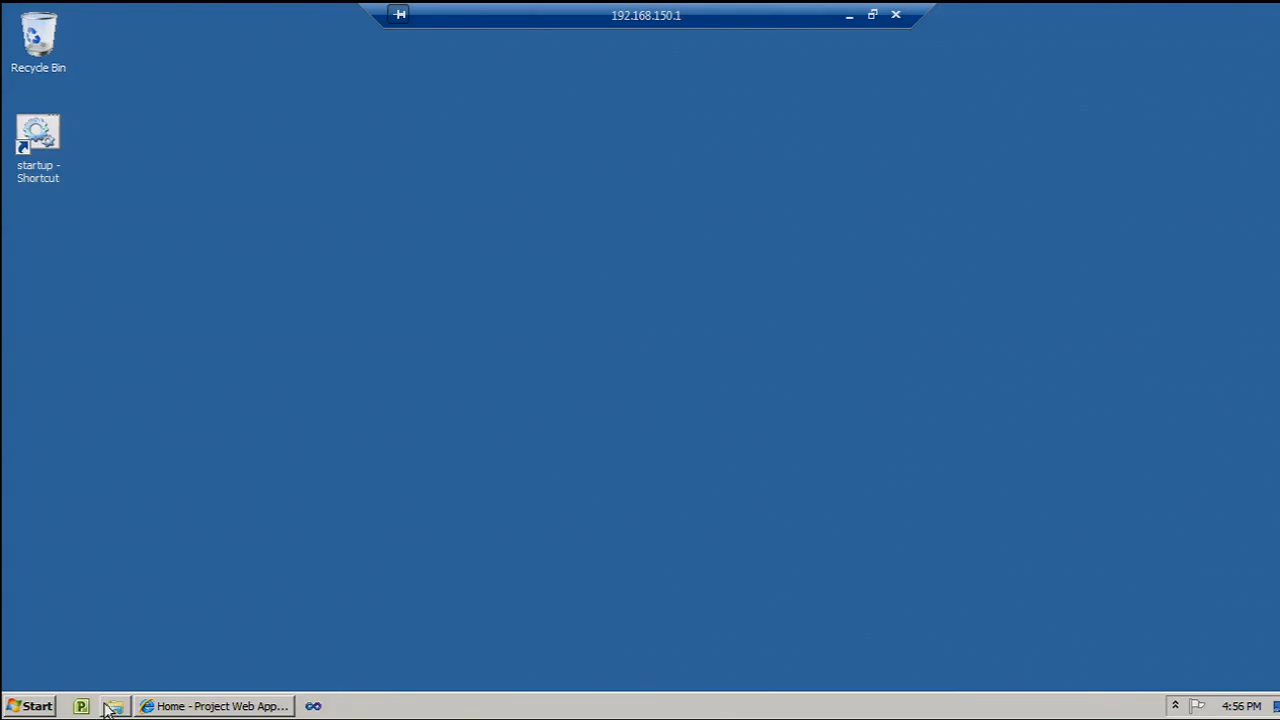 192.168.150.1
Recycle Bin
startup -
Shortcut
Start
Home - Project Web App...
4:56 PM